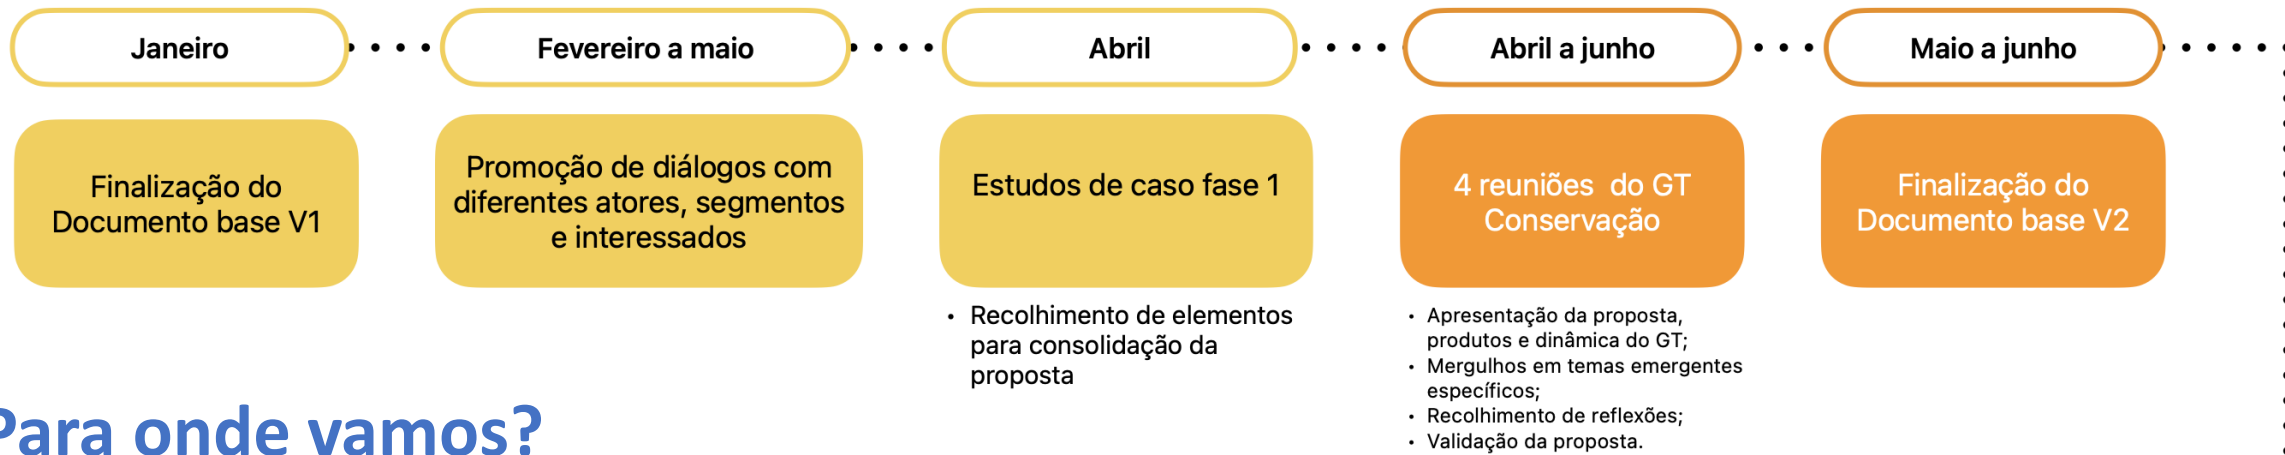 Janeiro
Fevereiro a maio
Abril
Abril a junho
Maio a junho
Finalização do
Documento base V1
Promoção de diálogos com
diferentes atores, segmentos
e interessados
Estudos de caso fase 1
4 reuniões do GT
Conservação
Finalização do
Documento base V2
• Recolhimento de elementos
para consolidação da
proposta
• Apresentação da proposta,
produtos e dinâmica do GT;
• Mergulhos em temas emergentes
específicos;
• Recolhimento de reflexões;
• Validação da proposta.
Para onde vamos?